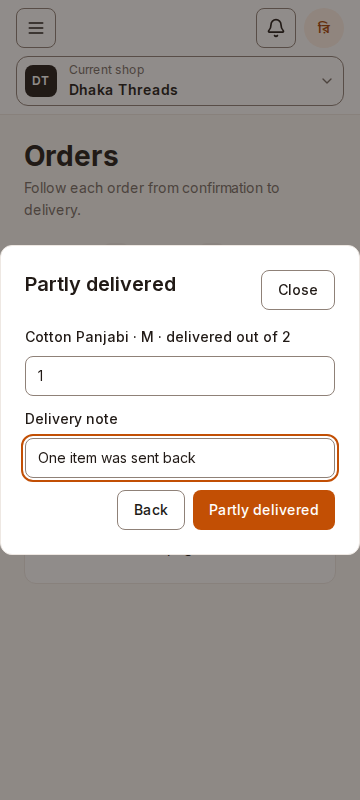 রি
DT
Current shop
Dhaka Threads
Orders
Follow each order from confirmation to
delivery.
Partly delivered
Close
Cotton Panjabi · M · delivered out of 2
1
Delivery note
One item was sent back
Back
Partly delivered